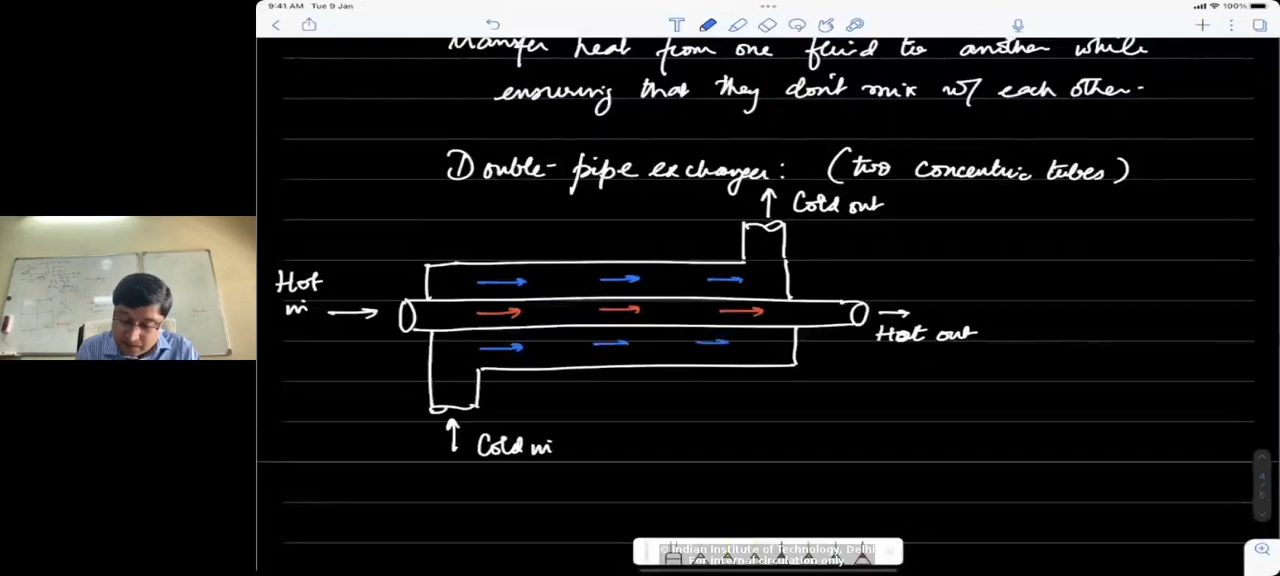 9:41 AM Tue 9 Jan
100%
Transfer heat from one fluid to another while
ensuring that they don't mix w/ each other.
Double-pipe exchanger: (two concentric tubes)
Cold out
Hot
in
Hot out
Cold in
© Indian Institute of Technology, Delhi
For internal circulation only